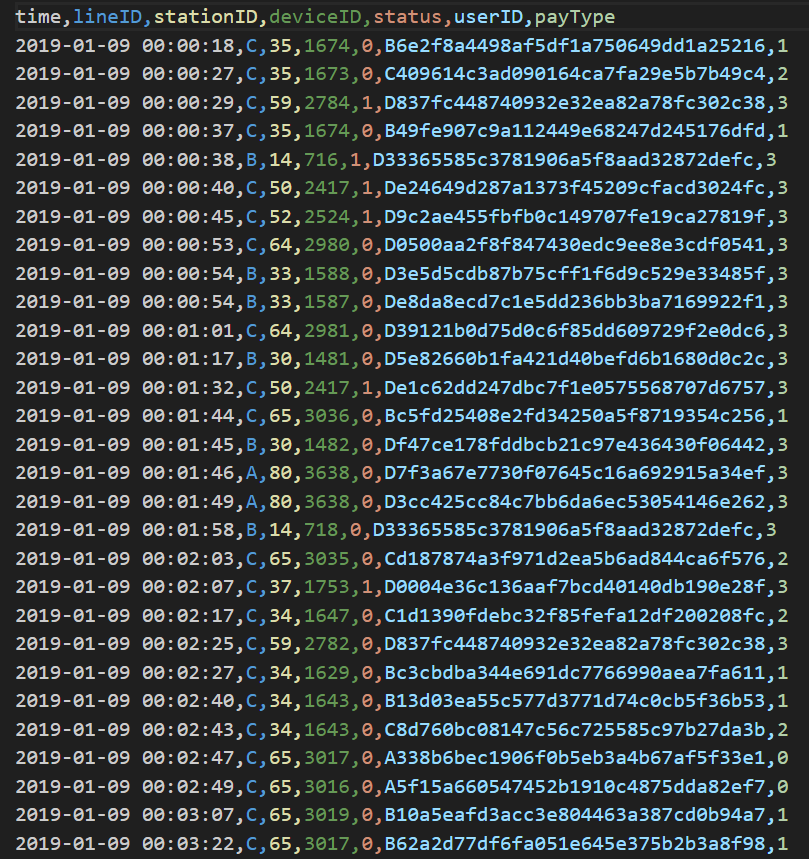 time,lineID,stationID,deviceID,status,userID,payType
2019-01-09 00:00:18,C,35,1674,0,B6e2f8a4498af5df1a750649dd1a25216,1
2019-01-09 00:00:27,C,35,1673,0,C409614c3ad090164ca7fa29e5b7b49c4,2
2019-01-09 00:00:29,C,59,2784,1,D837fc448740932e32ea82a78fc302c38,3
2019-01-09 00:00:37,C,35,1674,0,B49fe907c9a112449e68247d245176dfd,1
2019-01-09 00:00:38,B,14,716,1,D33365585c3781906a5f8aad32872defc,3
2019-01-09 00:00:40,C,50,2417,1,De24649d287a1373f45209cfacd3024fc,3
2019-01-09 00:00:45,C,52,2524,1,D9c2ae455fbfb0c149707fe19ca27819f,3
2019-01-09 00:00:53,C,64,2980,0,D0500aa2f8f847430edc9ee8e3cdf0541,3
2019-01-09 00:00:54,B,33,1588,0,D3e5d5cdb87b75cff1f6d9c529e33485f,3
2019-01-09 00:00:54,B,33,1587,0,De8da8ecd7c1e5dd236bb3ba7169922f1,3
2019-01-09 00:01:01,C,64,2981,0,D39121b0d75d0c6f85dd609729f2e0dc6,3
2019-01-09 00:01:17,B,30,1481,0,D5e82660b1fa421d40befd6b1680d0c2c,3
2019-01-09 00:01:32,C,50,2417,1,De1c62dd247dbc7f1e0575568707d6757,3
2019-01-09 00:01:44,C,65,3036,0,Bc5fd25408e2fd34250a5f8719354c256,1
2019-01-09 00:01:45,B,30,1482,0,Df47ce178fddbcb21c97e436430f06442,3
2019-01-09 00:01:46,A,80,3638,0,D7f3a67e7730f07645c16a692915a34ef,3
2019-01-09 00:01:49,A,80,3638,0,D3cc425cc84c7bb6da6ec53054146e262,3
2019-01-09 00:01:58,B,14,718,0,D33365585c3781906a5f8aad32872defc,3
2019-01-09 00:02:03,C,65,3035,0,Cd187874a3f971d2ea5b6ad844ca6f576,2
2019-01-09 00:02:07,C,37,1753,1,D0004e36c136aaf7bcd40140db190e28f,3
2019-01-09 00:02:17,C,34,1647,0,C1d1390fdebc32f85fefa12df200208fc,2
2019-01-09 00:02:25,C,59,2782,0,D837fc448740932e32ea82a78fc302c38,3
2019-01-09 00:02:27,C,34,1629,0,Bc3cbdba344e691dc7766990aea7fa611,1
2019-01-09 00:02:40,C,34,1643,0,B13d03ea55c577d3771d74c0cb5f36b53,1
2019-01-09 00:02:43,C,34,1643,0,C8d760bc08147c56c725585c97b27da3b,2
2019-01-09 00:02:47,C,65,3017,0,A338b6bec1906f0b5eb3a4b67af5f33e1,0
2019-01-09 00:02:49,C,65,3016,0,A5f15a660547452b1910c4875dda82ef7,0
2019-01-09 00:03:07,C,65,3019,0,B10a5eafd3acc3e804463a387cd0b94a7,1
2019-01-09 00:03:22,C,65,3017,0,B62a2d77df6fa051e645e375b2b3a8f98,1